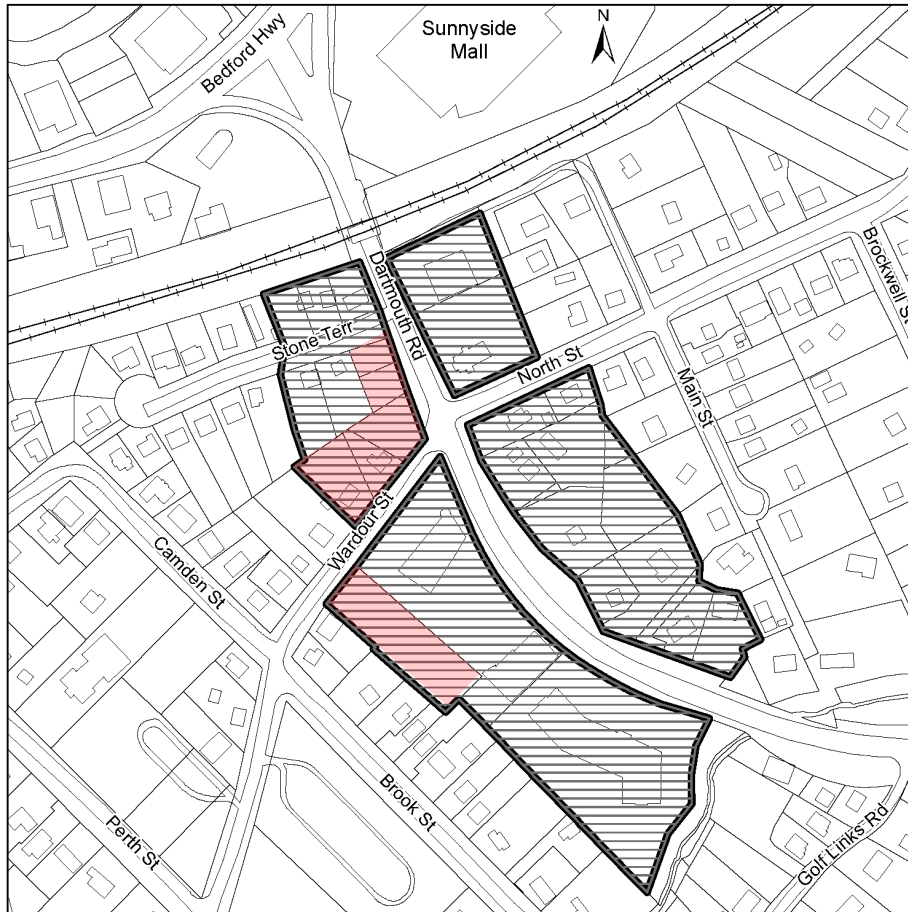 Bedford Hwy
Sunnyside
Mall
N
Dartmouth Rd
Brockwell St
Stone Terr
North St
Main St
Wardour St
Camden St
Brook St
Perth St
Golf Links Rd